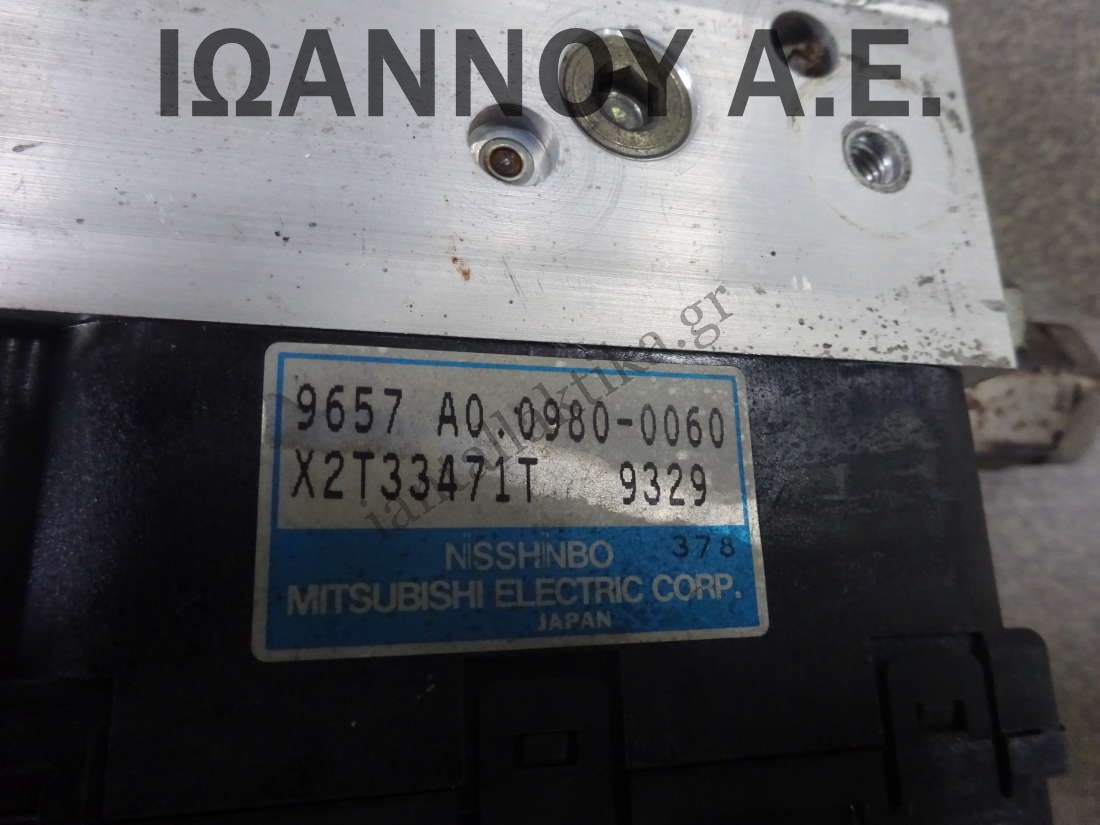 ΙΩΑΝΝΟΥ Α.Ε.
9657 A0.0980-0060
X2T33471T 9329
NISSHINBO 378
MITSUBISHI ELECTRIC CORP.
JAPAN